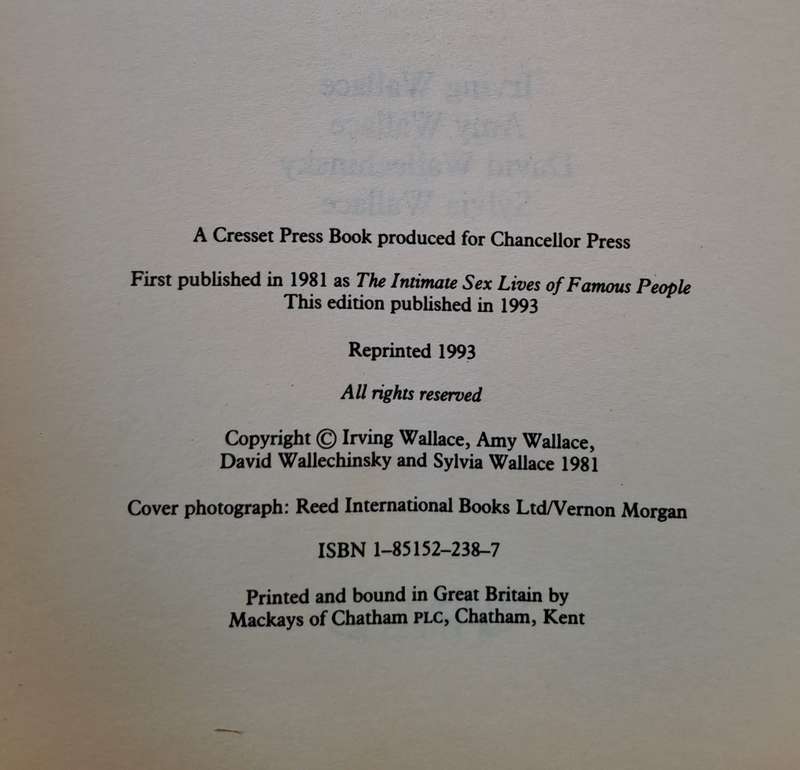 A Cresset Press Book produced for Chancellor Press
First published in 1981 as The Intimate Sex Lives of Famous People
This edition published in 1993
Reprinted 1993
All rights reserved
Copyright © Irving Wallace, Amy Wallace,
David Wallechinsky and Sylvia Wallace 1981
Cover photograph: Reed International Books Ltd/Vernon Morgan
ISBN 1–85152–238–7
Printed and bound in Great Britain by
Mackays of Chatham PLC, Chatham, Kent